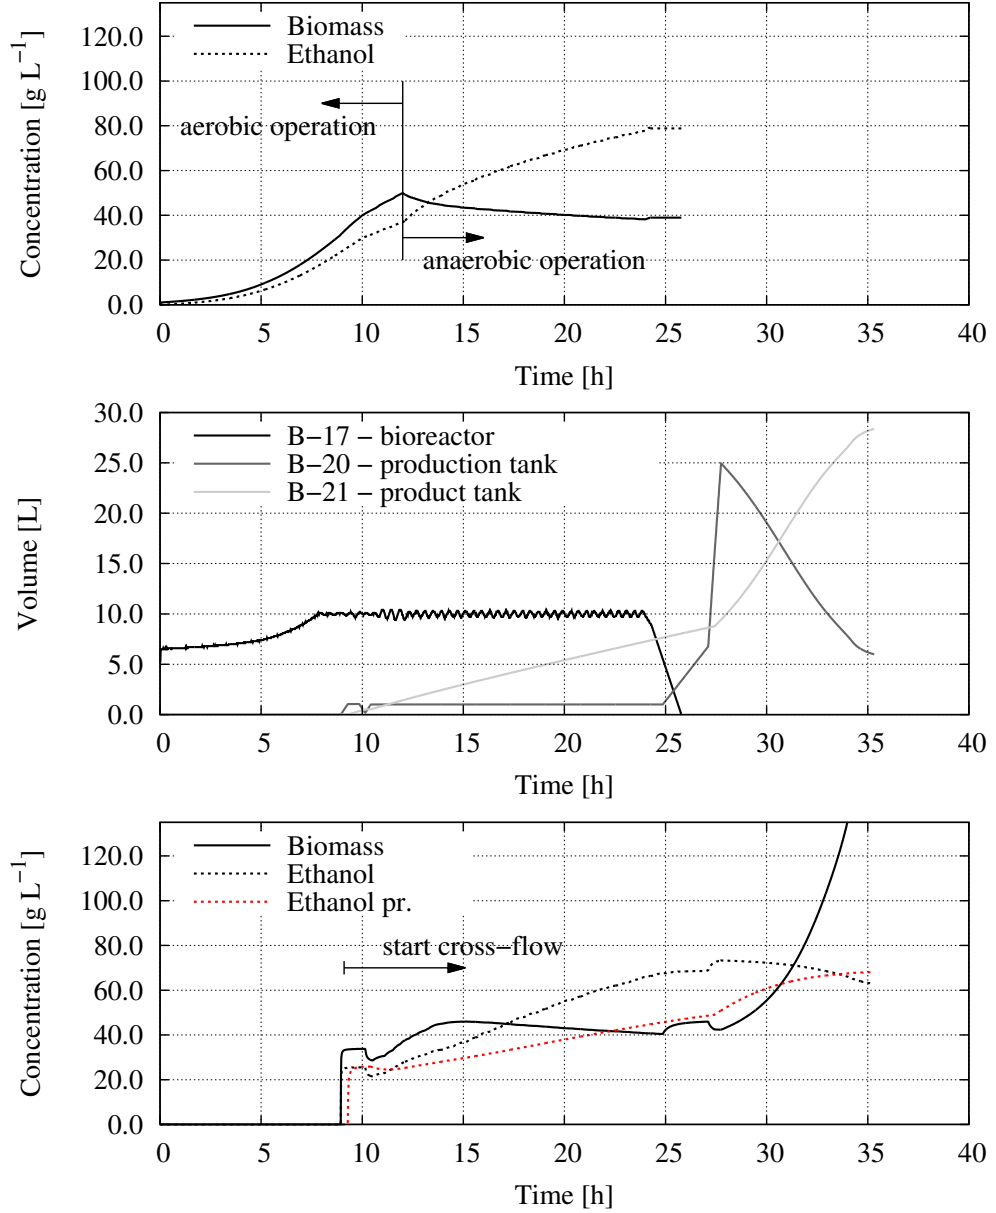 Concentration [g L⁻¹]
120.0
100.0
80.0
60.0
40.0
20.0
0.0
Biomass
Ethanol
aerobic operation
anaerobic operation
0 5 10 15 20 25 30 35 40
Time [h]
Volume [L]
30.0
25.0
20.0
15.0
10.0
5.0
0.0
B−17 − bioreactor
B−20 − production tank
B−21 − product tank
0 5 10 15 20 25 30 35 40
Time [h]
Concentration [g L⁻¹]
120.0
100.0
80.0
60.0
40.0
20.0
0.0
Biomass
Ethanol
Ethanol pr.
start cross−flow
0 5 10 15 20 25 30 35 40
Time [h]